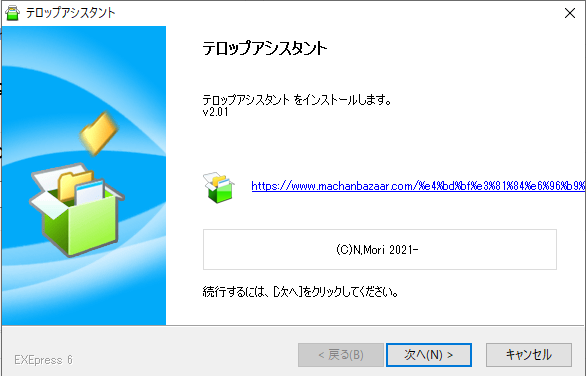 テロップアシスタント
テロップアシスタント
テロップアシスタント をインストールします。
v2.01
https://www.machanbazaar.com/%e4%bd%bf%e3%81%84%e6%96%b9%
(C)N,Mori 2021-
続行するには、[次へ]をクリックしてください。
EXEpress 6
< 戻る(B)
次へ(N) >
キャンセル